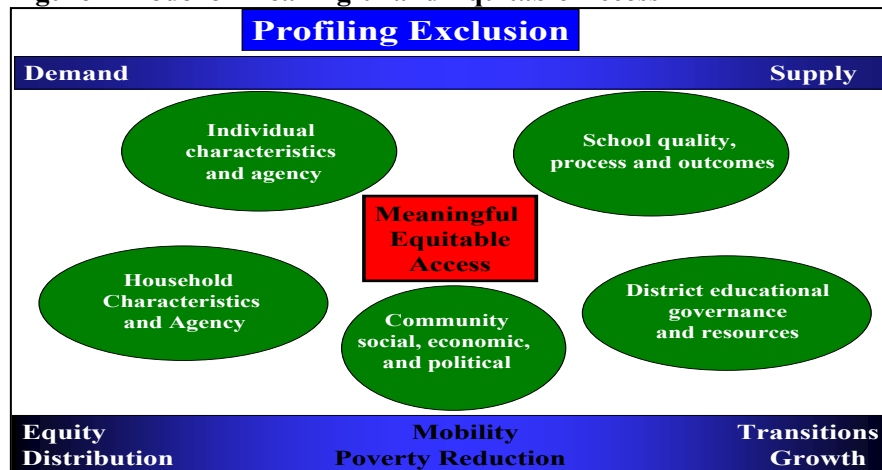 Profiling Exclusion
Demand
Supply
Individual
characteristics
and agency
School quality,
process and outcomes
Meaningful
Equitable
Access
Household
Characteristics
and Agency
Community
social, economic,
and political
District educational
governance
and resources
Equity
Distribution
Mobility
Poverty Reduction
Transitions
Growth